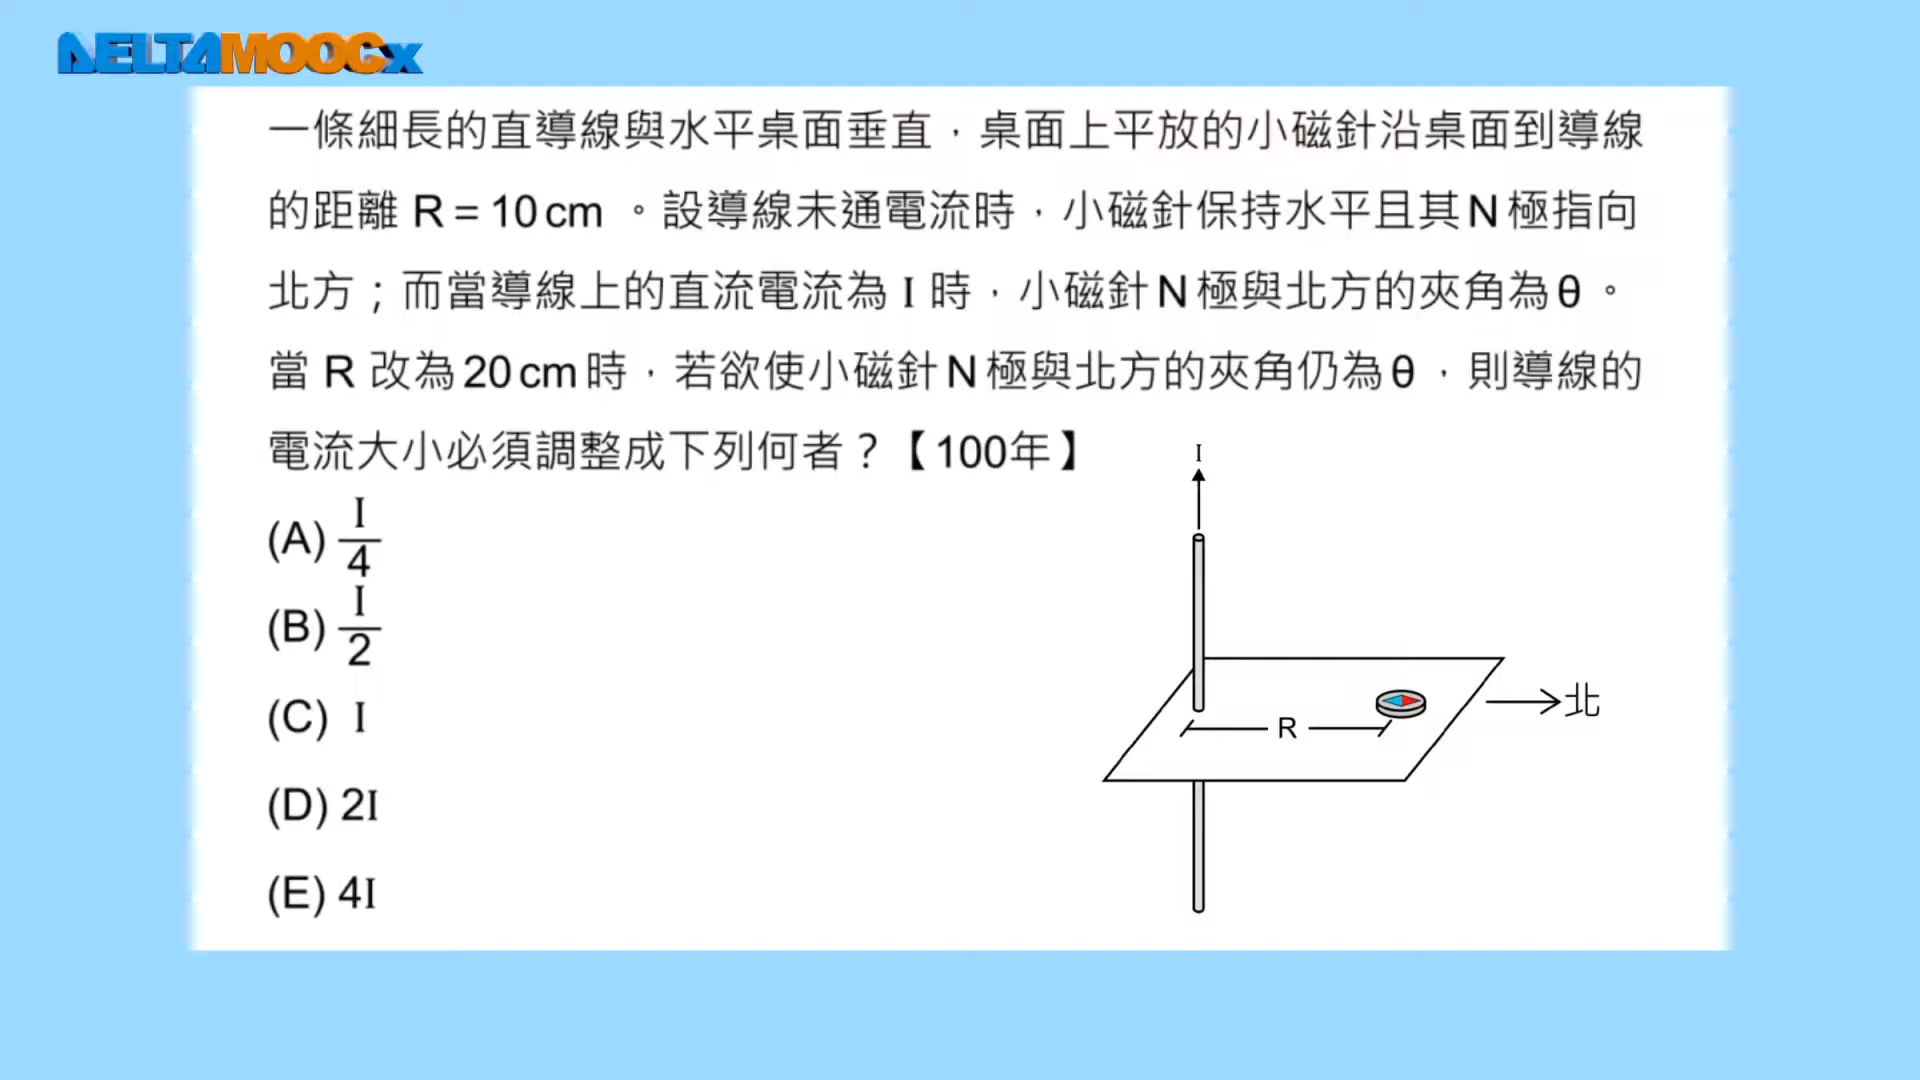 DELTAMOOCx
一條細長的直導線與水平桌面垂直，桌面上平放的小磁針沿桌面到導線
的距離 R = 10 cm 。設導線未通電流時，小磁針保持水平且其 N 極指向
北方；而當導線上的直流電流為 I 時，小磁針 N 極與北方的夾角為 θ 。
當 R 改為 20 cm 時，若欲使小磁針 N 極與北方的夾角仍為 θ ，則導線的
電流大小必須調整成下列何者？【100年】
(A) I/4
(B) I/2
(C) I
(D) 2I
(E) 4I
I
北
R